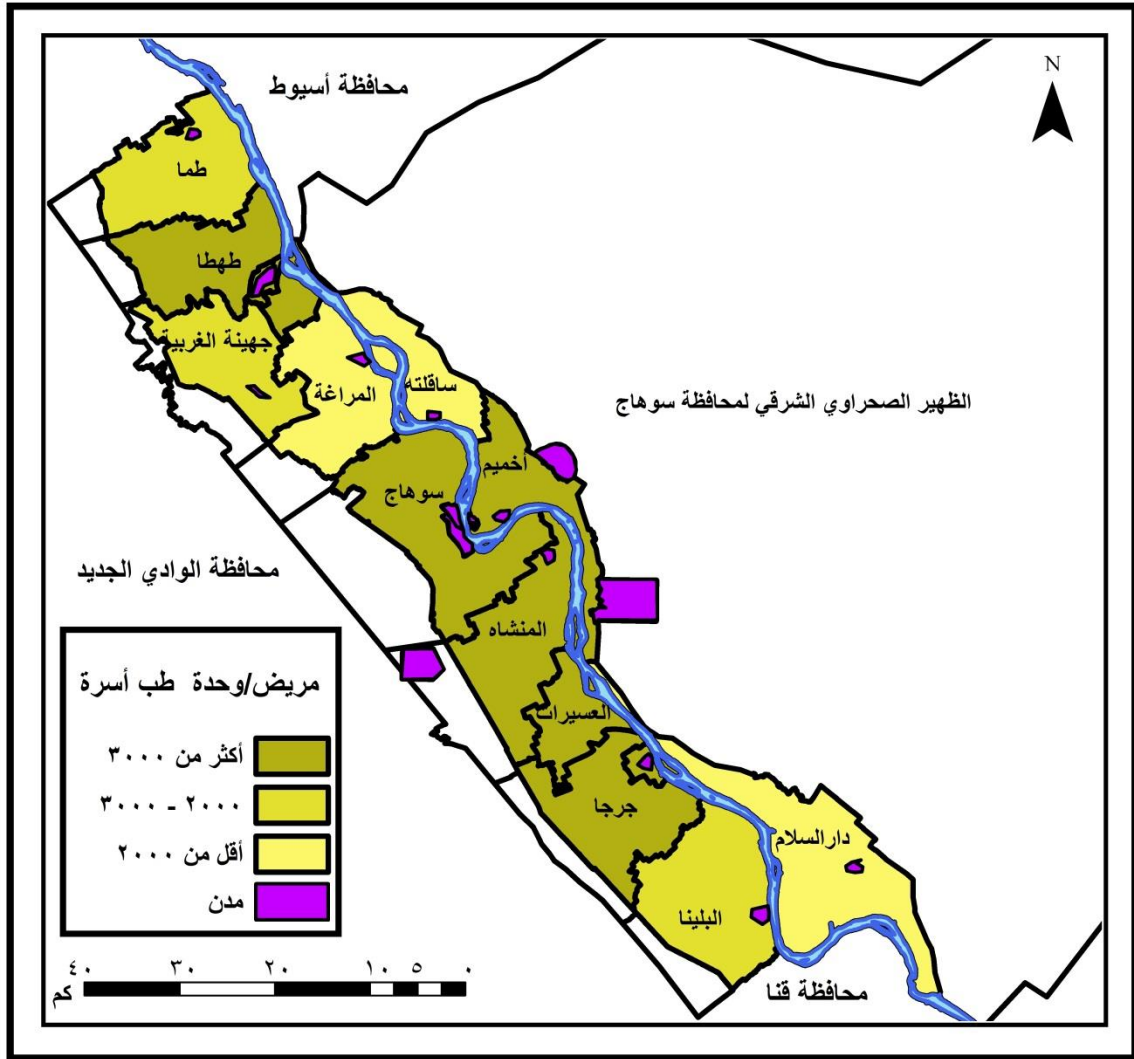 محافظة أسيوط
N
طما
طهطا
جهينة الغربية
ساقلته
المراغة
الظهير الصحراوي الشرقي لمحافظة سوهاج
أخميم
سوهاج
محافظة الوادي الجديد
المنشاه
العسيرات
جرجا
دارالسلام
البلينا
محافظة قنا
مريض/وحدة طب أسرة
أكثر من ٣٠٠٠
٢٠٠٠ - ٣٠٠٠
أقل من ٢٠٠٠
مدن
٤٠ ٣٠ ٢٠ ١٠ ٥ ٠
كم